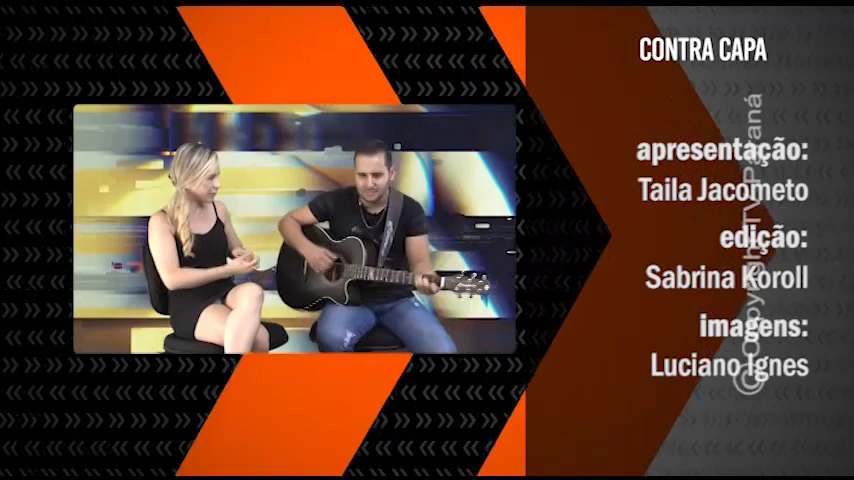 CONTRA CAPA
apresentação:
Taila Jacometo
edição:
Sabrina Koroll
imagens:
Luciano Ignes
© Copyright TV Paraná